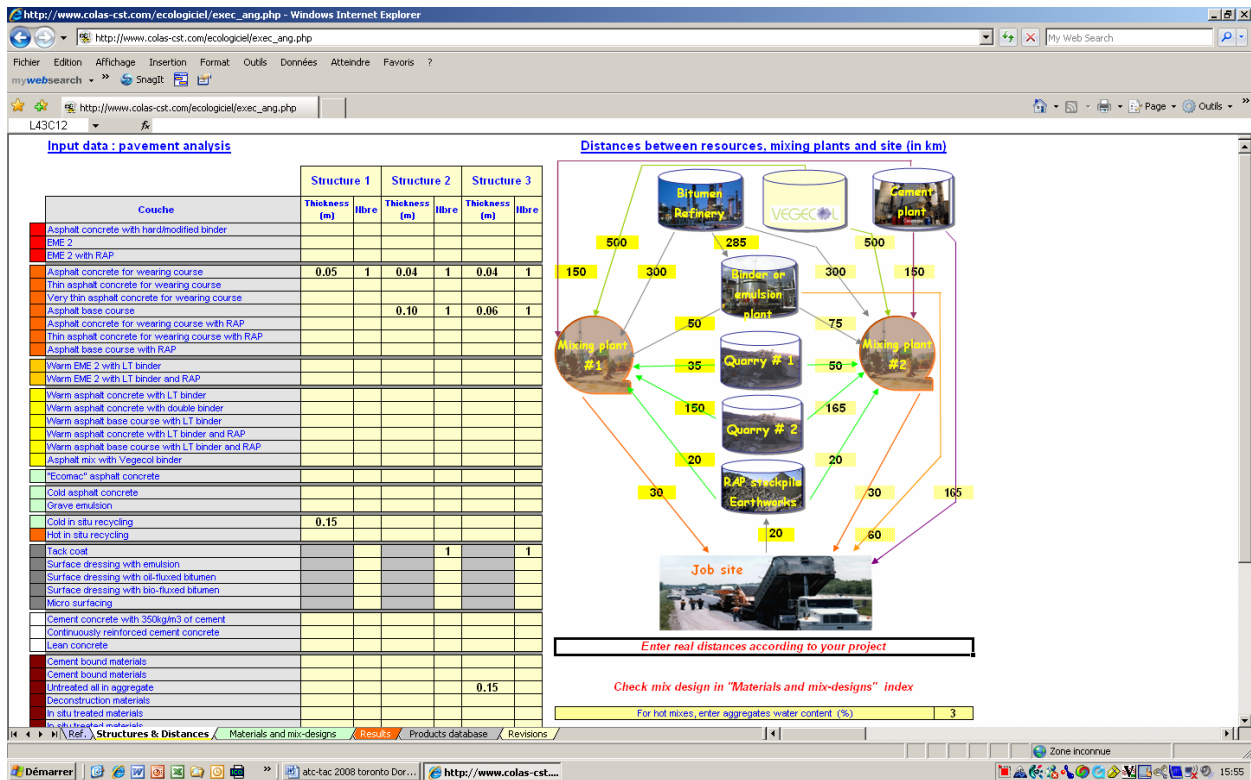 http://www.colas-cst.com/ecologiciel/exec_ang.php - Windows Internet Explorer
http://www.colas-cst.com/ecologiciel/exec_ang.php
My Web Search
Fichier Edition Affichage Insertion Format Outils Données Atteindre Favoris ?
mywebsearch » SnagIt
http://www.colas-cst.com/ecologiciel/exec_ang.php
Page Outils »
L43C12 fx
Input data : pavement analysis
Structure 1 Structure 2 Structure 3
Couche Thickness (m) Nbre Thickness (m) Nbre Thickness (m) Nbre
Asphalt concrete with hard/modified binder
EME 2
EME 2 with RAP
Asphalt concrete for wearing course 0.05 1 0.04 1 0.04 1
Thin asphalt concrete for wearing course
Very thin asphalt concrete for wearing course
Asphalt base course 0.10 1 0.06 1
Asphalt concrete for wearing course with RAP
Thin asphalt concrete for wearing course with RAP
Asphalt base course with RAP
Warm EME 2 with LT binder
Warm EME 2 with LT binder and RAP
Warm asphalt concrete with LT binder
Warm asphalt concrete with double binder
Warm asphalt base course with LT binder
Warm asphalt concrete with LT binder and RAP
Warm asphalt base course with LT binder and RAP
Asphalt mix with Vegecol binder
"Ecomac" asphalt concrete
Cold asphalt concrete
Grave emulsion
Cold in situ recycling 0.15
Hot in situ recycling
Tack coat 1 1
Surface dressing with emulsion
Surface dressing with oil-fluxed bitumen
Surface dressing with bio-fluxed bitumen
Micro surfacing
Cement concrete with 350kg/m3 of cement
Continuously reinforced cement concrete
Lean concrete
Cement bound materials
Cement bound materials
Untreated all in aggregate 0.15
Deconstruction materials
In situ treated materials
In situ treated materials
Distances between resources, mixing plants and site (in km)
Bitumen Refinery
VEGECOL
Cement plant
500 285 500
150 300 300 150
Binder or emulsion plant
50 75
Mixing plant #1
Mixing plant #2
35 Quarry # 1 50
150 165
Quarry # 2
20 20
RAP stockpile Earthworks
30 30 165
20 60
Job site
Enter real distances according to your project
Check mix design in "Materials and mix-designs" index
For hot mixes, enter aggregates water content (%) 3
Ref. Structures & Distances Materials and mix-designs Results Products database Revisions
Zone inconnue
Démarrer » atc-tac 2008 toronto Dor... http://www.colas-cst.... 15:55